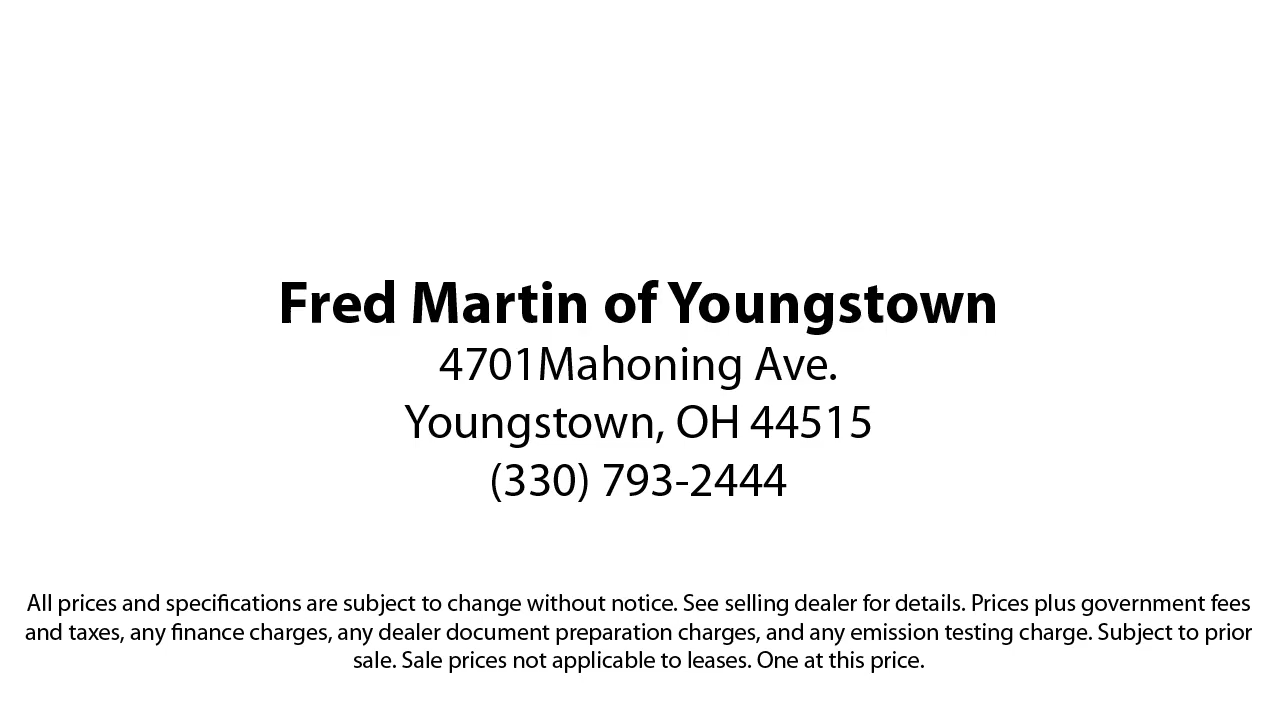 Fred Martin of Youngstown
4701Mahoning Ave.
Youngstown, OH 44515
(330) 793-2444
All prices and specifications are subject to change without notice. See selling dealer for details. Prices plus government fees
and taxes, any finance charges, any dealer document preparation charges, and any emission testing charge. Subject to prior
sale. Sale prices not applicable to leases. One at this price.